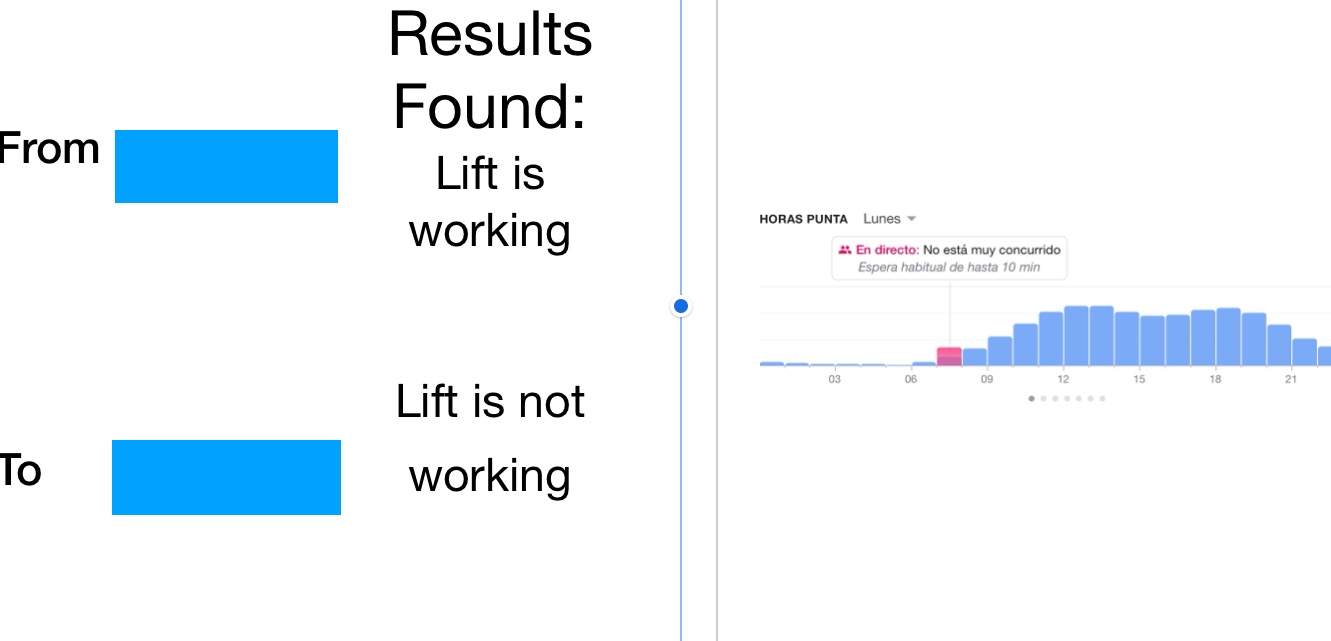 Results
Found:
From
Lift is
working
Lift is not
working
To
HORAS PUNTA Lunes
En directo: No está muy concurrido
Espera habitual de hasta 10 min
03 06 09 12 15 18 21